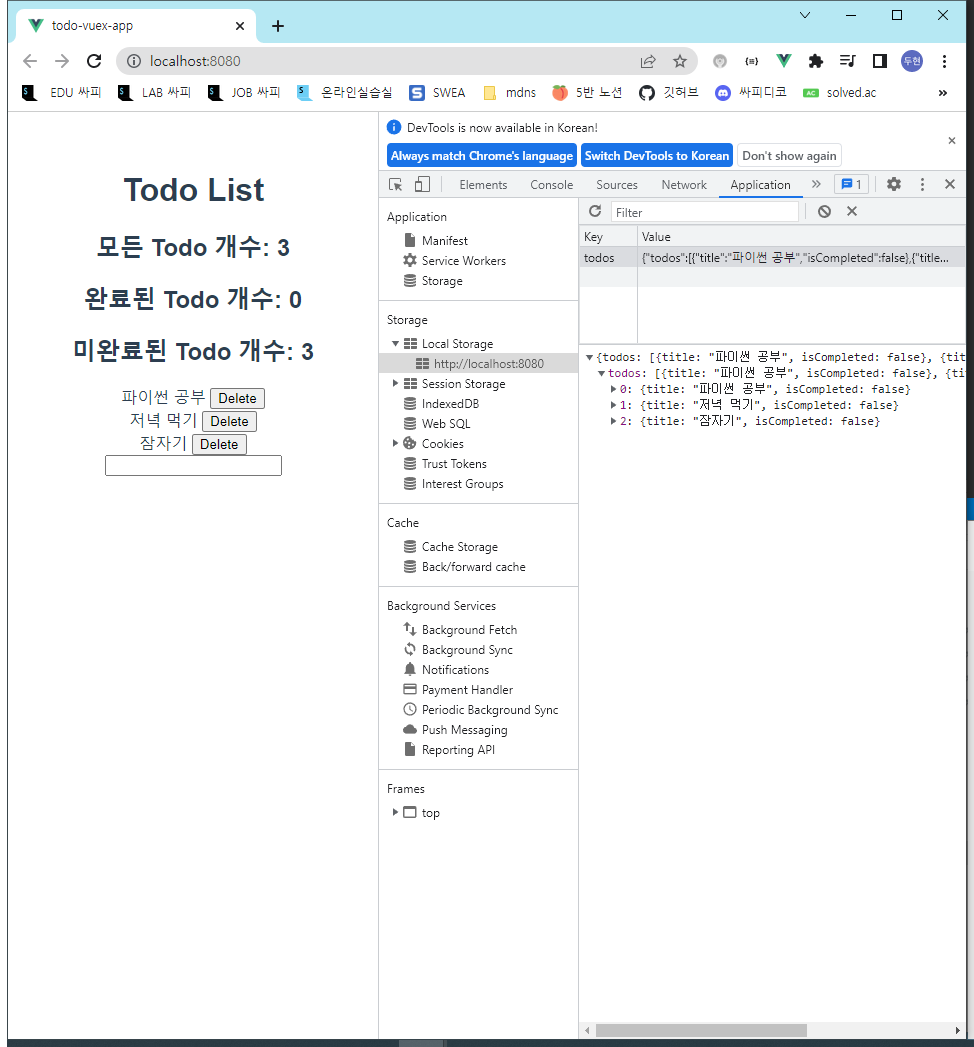 todo-vuex-app
localhost:8080
두현
EDU 싸피
LAB 싸피
JOB 싸피
온라인실습실
SWEA
mdns
5반 노션
깃허브
싸피디코
solved.ac
»
Todo List
모든 Todo 개수: 3
완료된 Todo 개수: 0
미완료된 Todo 개수: 3
파이썬 공부 Delete
저녁 먹기 Delete
잠자기 Delete
DevTools is now available in Korean!
Always match Chrome's language
Switch DevTools to Korean
Don't show again
Elements
Console
Sources
Network
Application
»
1
Application
Manifest
Service Workers
Storage
Storage
Local Storage
http://localhost:8080
Session Storage
IndexedDB
Web SQL
Cookies
Trust Tokens
Interest Groups
Cache
Cache Storage
Back/forward cache
Background Services
Background Fetch
Background Sync
Notifications
Payment Handler
Periodic Background Sync
Push Messaging
Reporting API
Frames
top
Filter
Key Value
todos {"todos":[{"title":"파이썬 공부","isCompleted":false},{"title...
{todos: [{title: "파이썬 공부", isCompleted: false}, {tit
todos: [{title: "파이썬 공부", isCompleted: false}, {ti
0: {title: "파이썬 공부", isCompleted: false}
1: {title: "저녁 먹기", isCompleted: false}
2: {title: "잠자기", isCompleted: false}